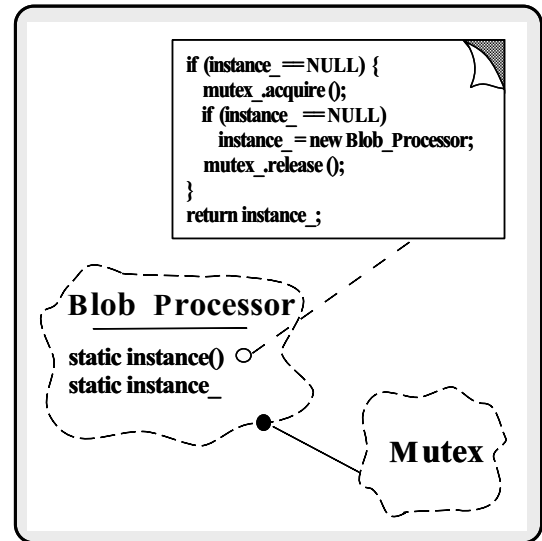 if (instance_ == NULL) {
mutex_.acquire ();
if (instance_ == NULL)
instance_ = new Blob_Processor;
mutex_.release ();
}
return instance_;
Blob Processor
static instance()
static instance_
Mutex